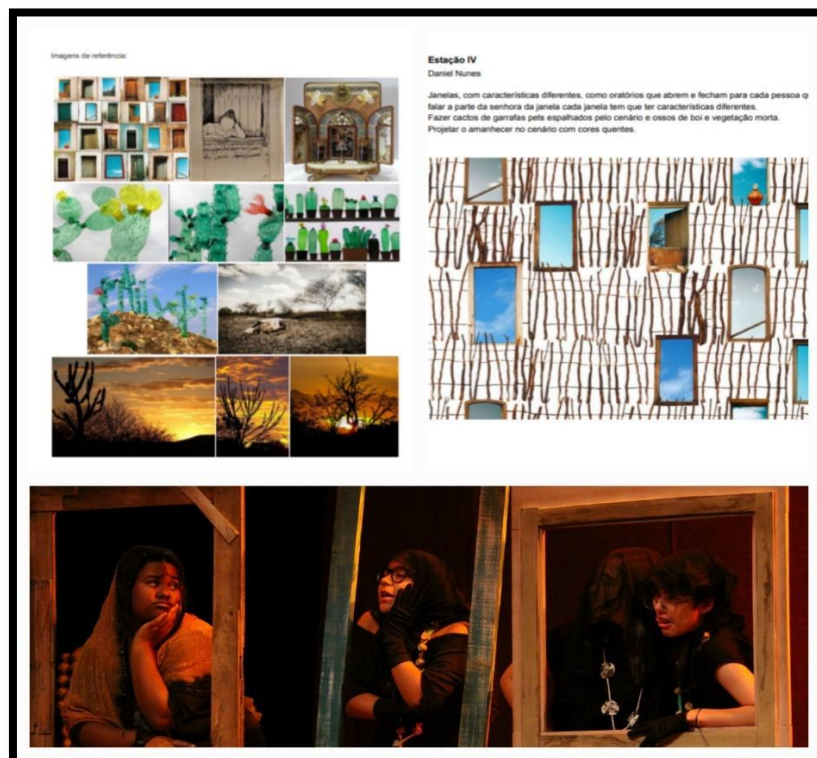 Imagens de referência:
Estação IV
Daniel Nunes
Janelas, com características diferentes, como oratórios que abrem e fecham para cada pessoa
falar a parte da senhora da janela cada janela tem que ter características diferentes.
Fazer cactos de garrafas pets espalhados pelo cenário e ossos de boi e vegetação morta.
Projetar o amanhecer no cenário com cores quentes.